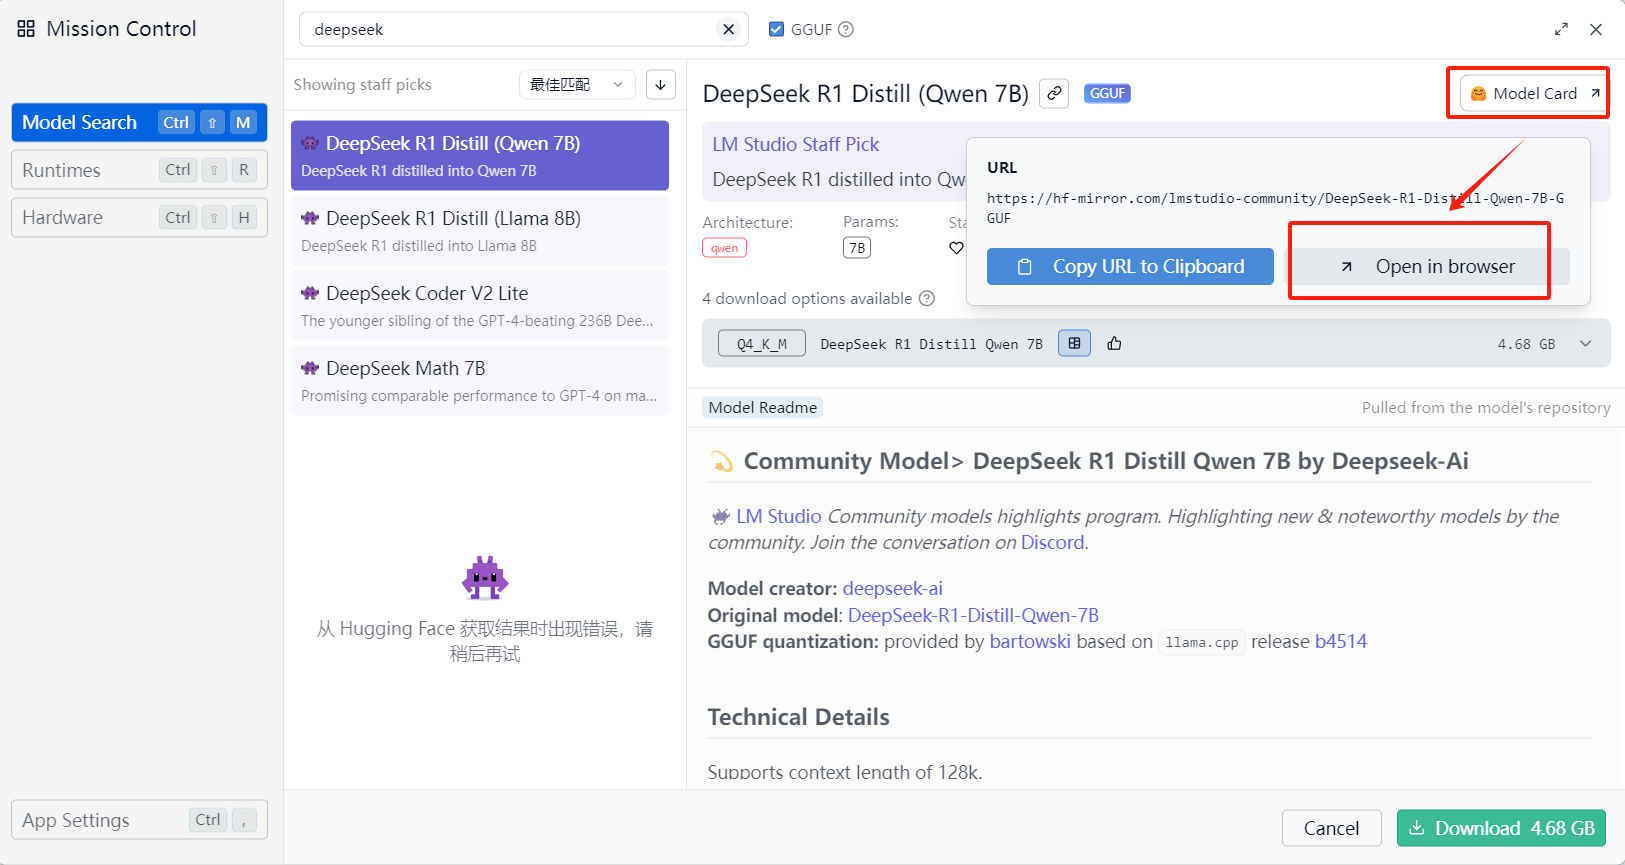 Mission Control
Model Search Ctrl ⇧ M
Runtimes Ctrl ⇧ R
Hardware Ctrl ⇧ H
App Settings Ctrl ,
deepseek
GGUF
Showing staff picks
最佳匹配
DeepSeek R1 Distill (Qwen 7B)
DeepSeek R1 distilled into Qwen 7B
DeepSeek R1 Distill (Llama 8B)
DeepSeek R1 distilled into Llama 8B
DeepSeek Coder V2 Lite
The younger sibling of the GPT-4-beating 236B Dee...
DeepSeek Math 7B
Promising comparable performance to GPT-4 on ma...
从 Hugging Face 获取结果时出现错误，请
稍后再试
DeepSeek R1 Distill (Qwen 7B) GGUF
Model Card
LM Studio Staff Pick
DeepSeek R1 distilled into Qw
Architecture: Params: Sta
qwen 7B
URL
https://hf-mirror.com/lmstudio-community/DeepSeek-R1-Distill-Qwen-7B-G
GUF
Copy URL to Clipboard
Open in browser
4 download options available
Q4_K_M DeepSeek R1 Distill Qwen 7B 4.68 GB
Model Readme
Pulled from the model's repository
Community Model> DeepSeek R1 Distill Qwen 7B by Deepseek-Ai
LM Studio Community models highlights program. Highlighting new & noteworthy models by the
community. Join the conversation on Discord.
Model creator: deepseek-ai
Original model: DeepSeek-R1-Distill-Qwen-7B
GGUF quantization: provided by bartowski based on llama.cpp release b4514
Technical Details
Supports context length of 128k.
Cancel
Download 4.68 GB